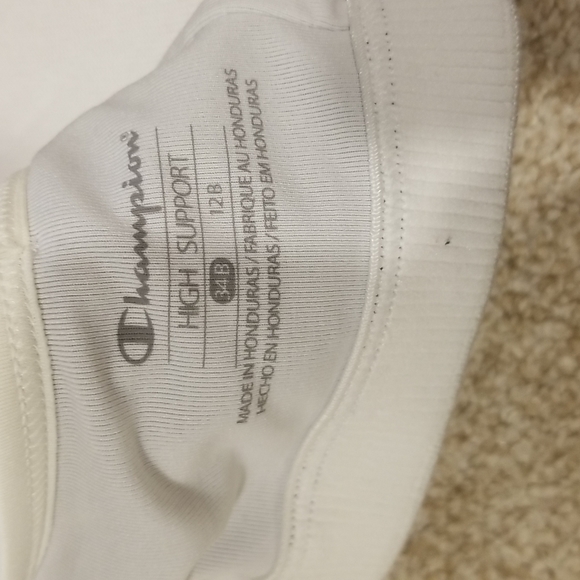 Champion®
HIGH SUPPORT
34B 12B
MADE IN HONDURAS / FABRIQUE AU HONDURAS
HECHO EN HONDURAS / FEITO EM HONDURAS